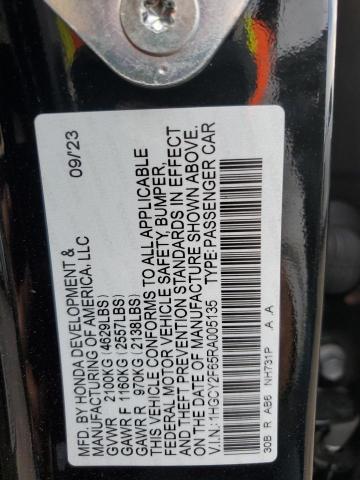 MFD. BY HONDA DEVELOPMENT &
MANUFACTURING OF AMERICA, LLC 09/'23
GAWR 2100KG (4629LBS)
GAWR F 1160KG (2557LBS)
GAWR R 970KG (2138LBS)
THIS VEHICLE CONFORMS TO ALL APPLICABLE
FEDERAL MOTOR VEHICLE SAFETY, BUMPER,
AND THEFT PREVENTION STANDARDS IN EFFECT
ON THE DATE OF MANUFACTURE SHOWN ABOVE.
V.I.N.: 1HGCY2F65RA005135 TYPE: PASSENGER CAR
30B R AB6 NH731P A A